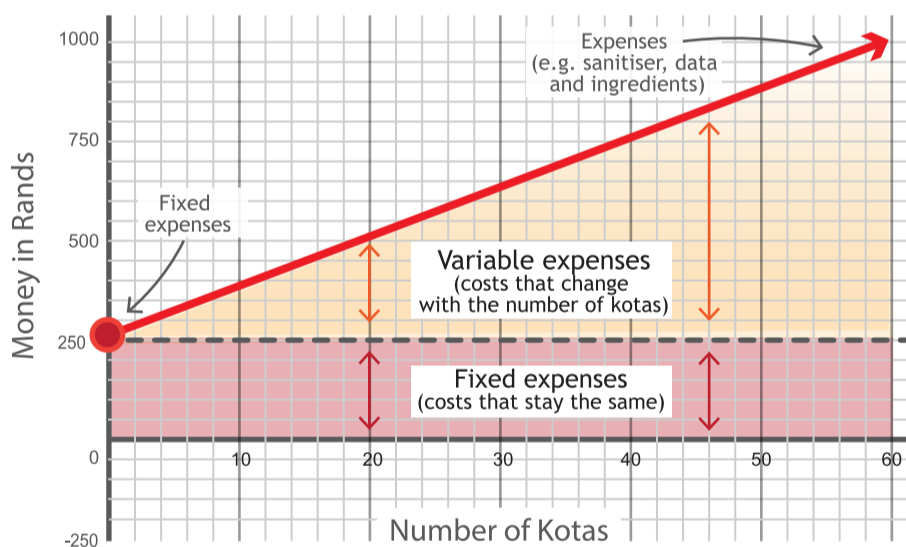 1000
Expenses
(e.g. sanitiser, data
and ingredients)
750
Fixed
expenses
500
Variable expenses
(costs that change
with the number of kotas)
250
Fixed expenses
(costs that stay the same)
0
10 20 30 40 50 60
-250
Money in Rands
Number of Kotas